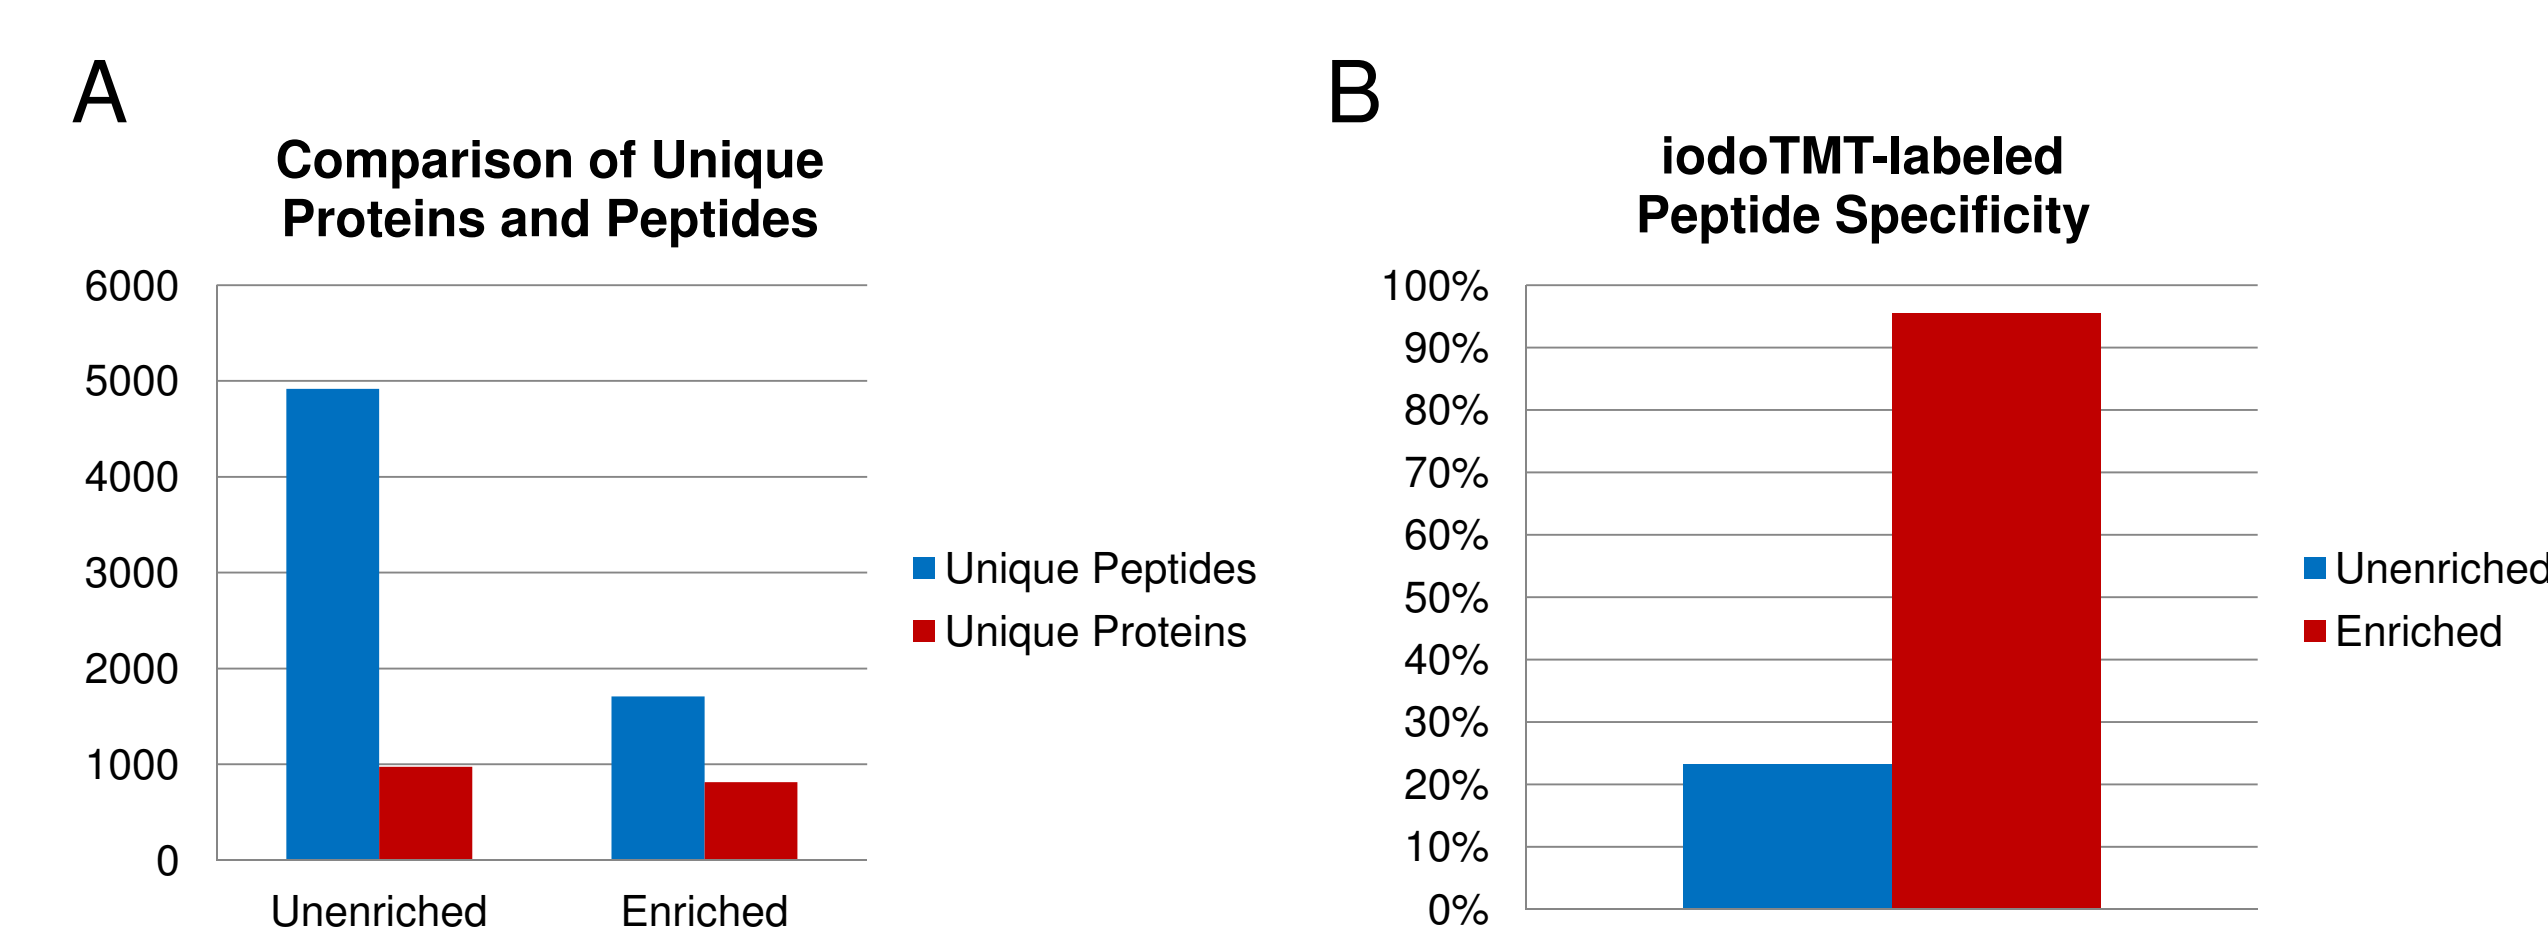 A
Comparison of Unique
Proteins and Peptides
6000
5000
4000
3000
2000
1000
0
Unenriched
Enriched
Unique Peptides
Unique Proteins
B
iodoTMT-labeled
Peptide Specificity
100%
90%
80%
70%
60%
50%
40%
30%
20%
10%
0%
Unenriched
Enriched